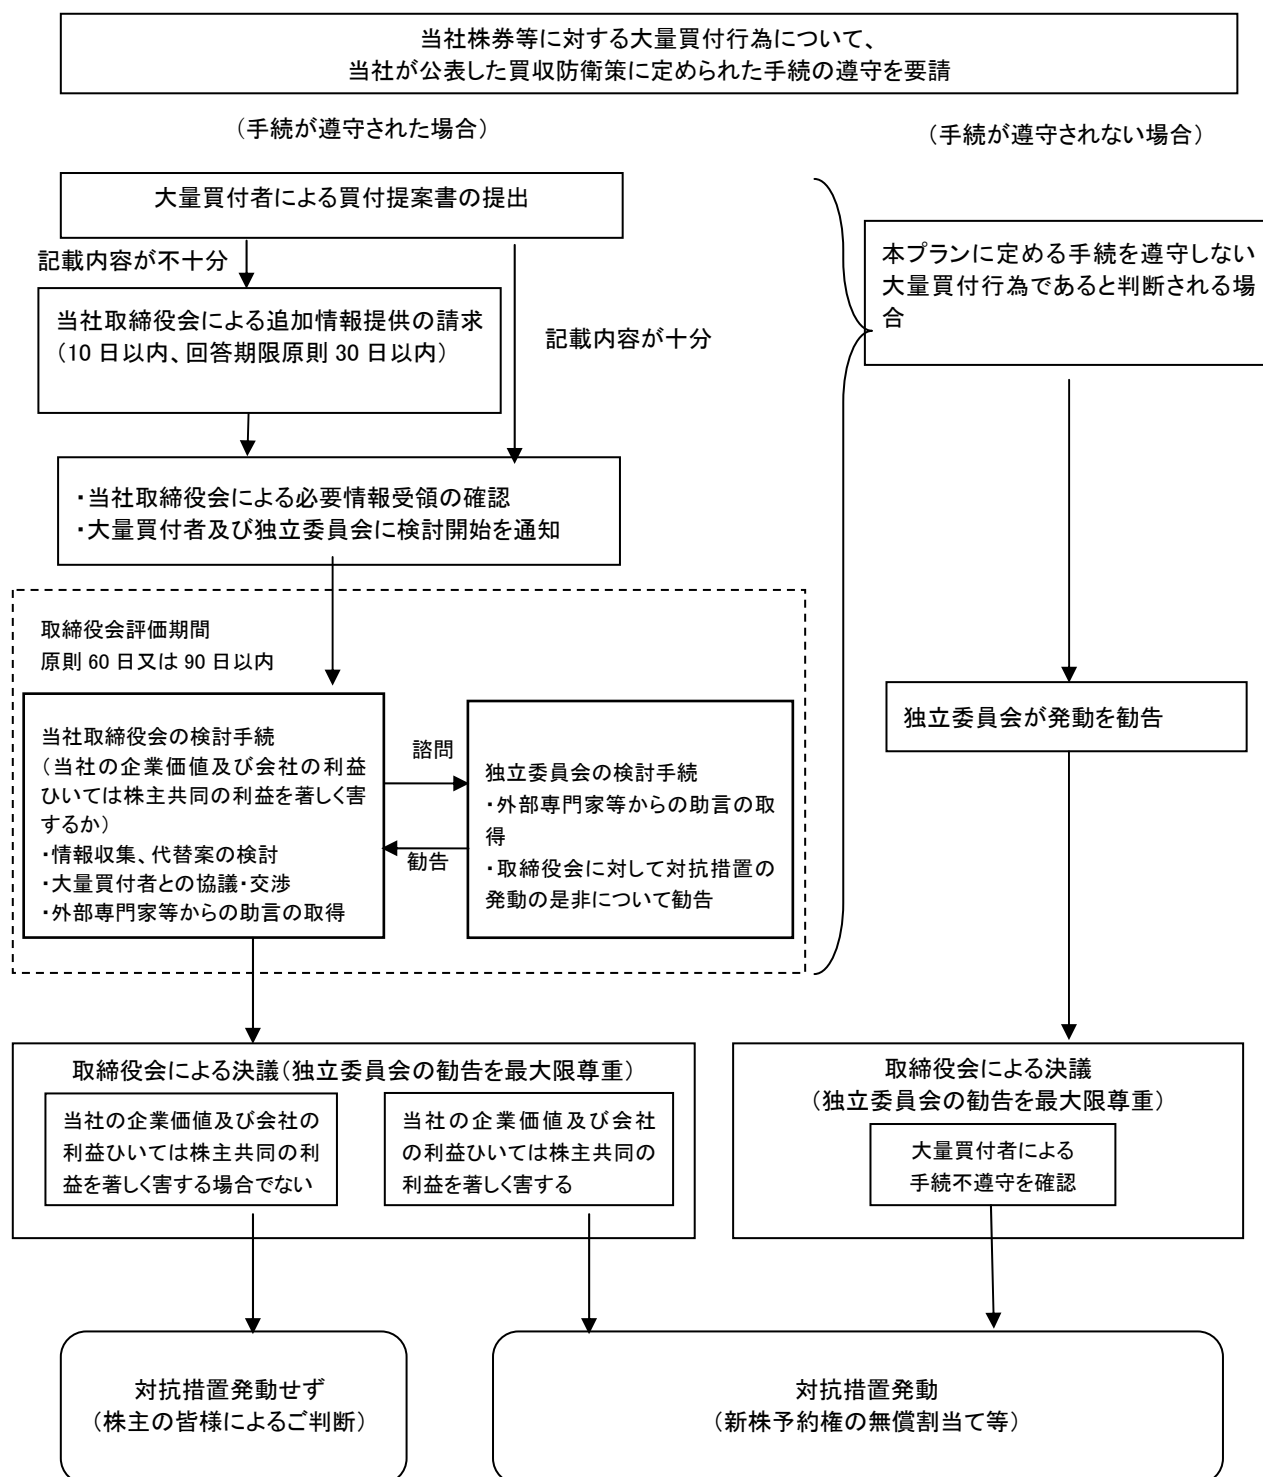 当社株券等に対する大量買付行為について、
当社が公表した買収防衛策に定められた手続の遵守を要請
（手続が遵守された場合）
（手続が遵守されない場合）
大量買付者による買付提案書の提出
記載内容が不十分
当社取締役会による追加情報提供の請求
（10 日以内、回答期限原則 30 日以内）
記載内容が十分
本プランに定める手続を遵守しない
大量買付行為であると判断される場
合
・当社取締役会による必要情報受領の確認
・大量買付者及び独立委員会に検討開始を通知
取締役会評価期間
原則 60 日又は 90 日以内
当社取締役会の検討手続
（当社の企業価値及び会社の利益
ひいては株主共同の利益を著しく害
するか）
・情報収集、代替案の検討
・大量買付者との協議・交渉
・外部専門家等からの助言の取得
諮問
勧告
独立委員会の検討手続
・外部専門家等からの助言の取
得
・取締役会に対して対抗措置の
発動の是非について勧告
独立委員会が発動を勧告
取締役会による決議（独立委員会の勧告を最大限尊重）
当社の企業価値及び会社の
利益ひいては株主共同の利
益を著しく害する場合でない
当社の企業価値及び会社
の利益ひいては株主共同の
利益を著しく害する
取締役会による決議
（独立委員会の勧告を最大限尊重）
大量買付者による
手続不遵守を確認
対抗措置発動せず
（株主の皆様によるご判断）
対抗措置発動
（新株予約権の無償割当て等）